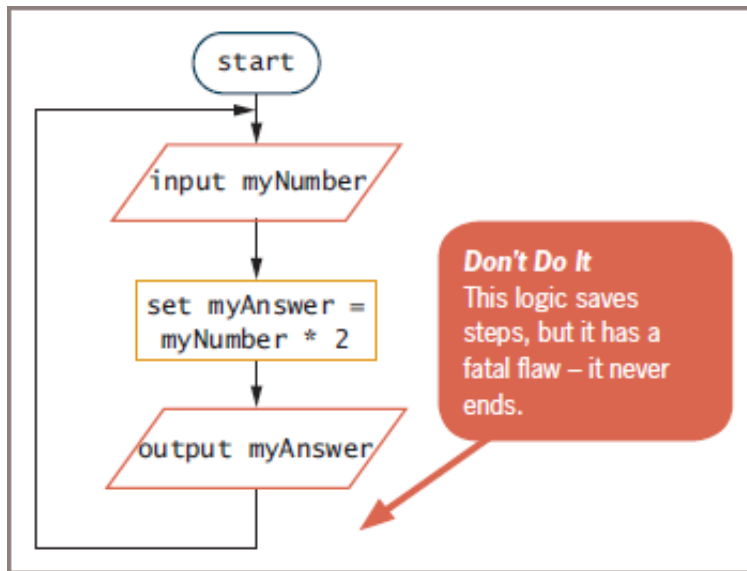 start
input myNumber
set myAnswer =
myNumber * 2
output myAnswer
Don't Do It
This logic saves
steps, but it has a
fatal flaw – it never
ends.